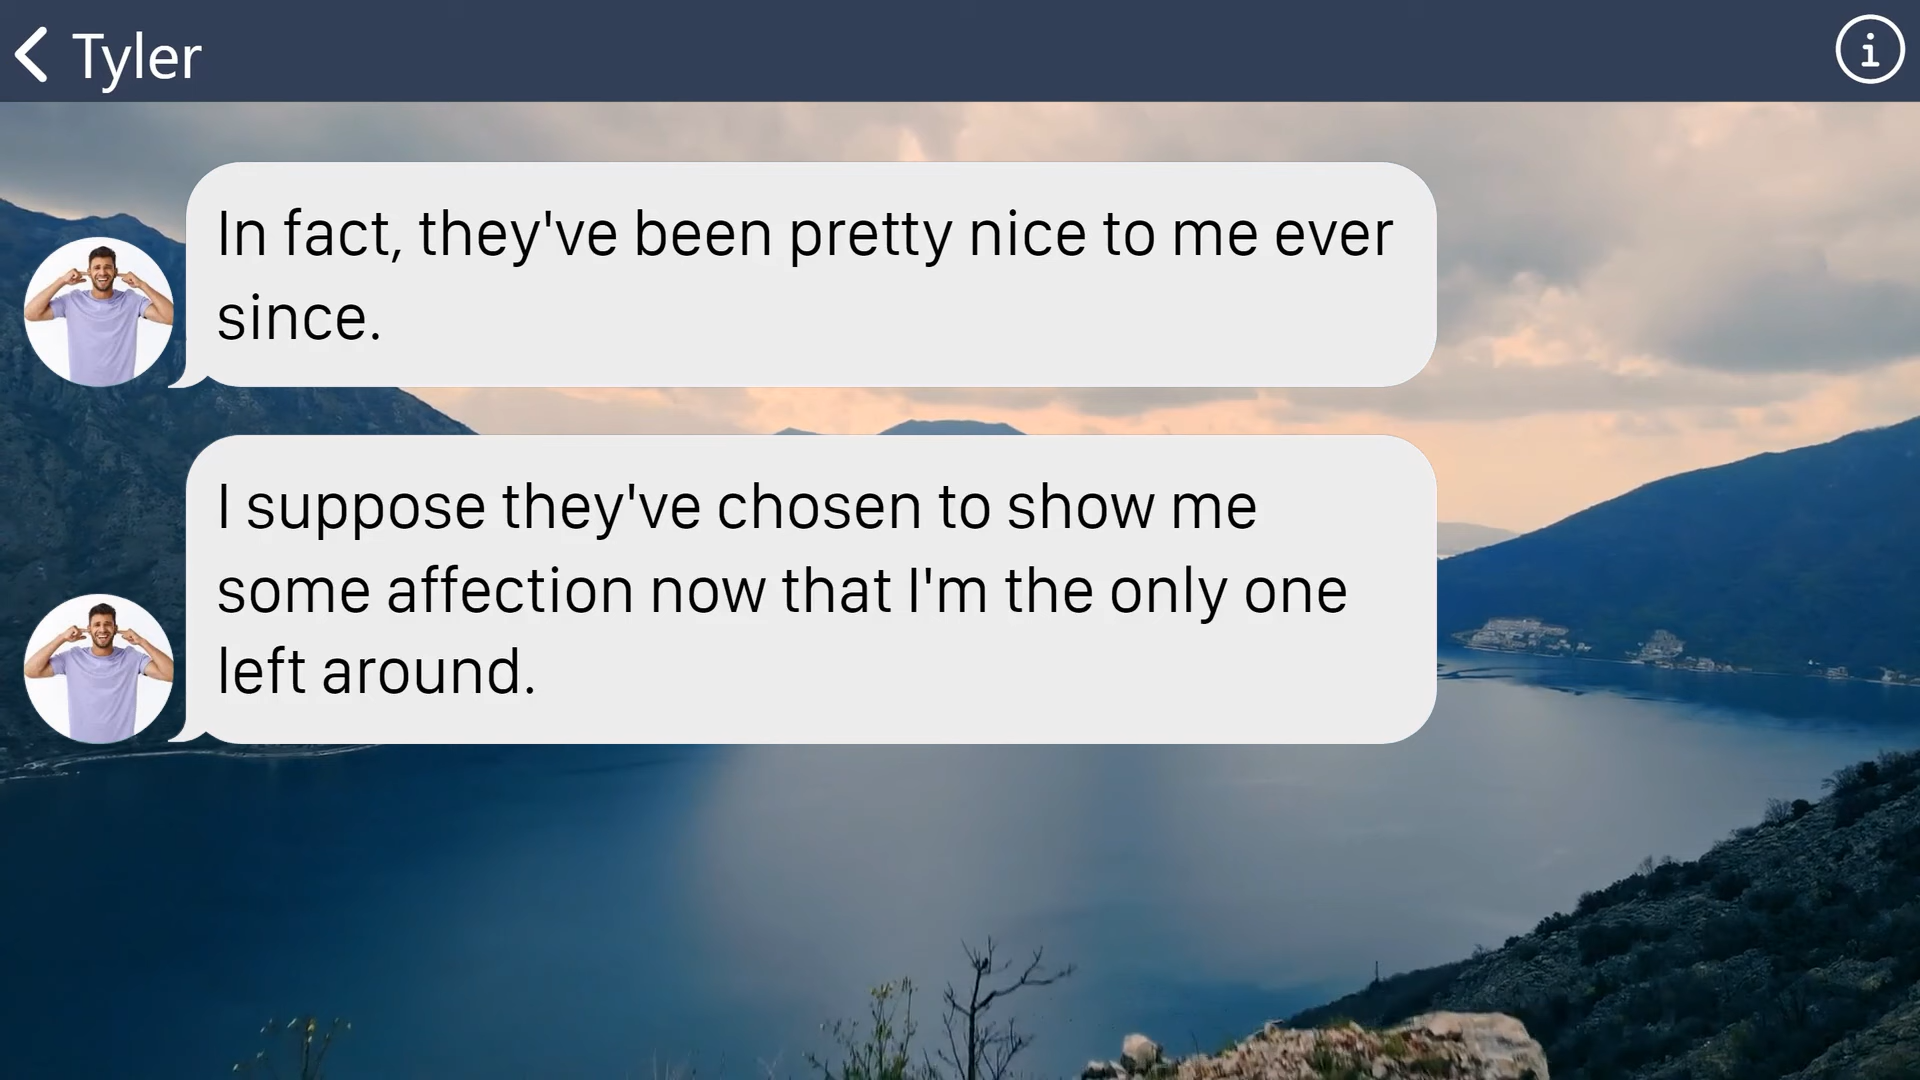 Tyler
In fact, they've been pretty nice to me ever
since.
I suppose they've chosen to show me
some affection now that I'm the only one
left around.